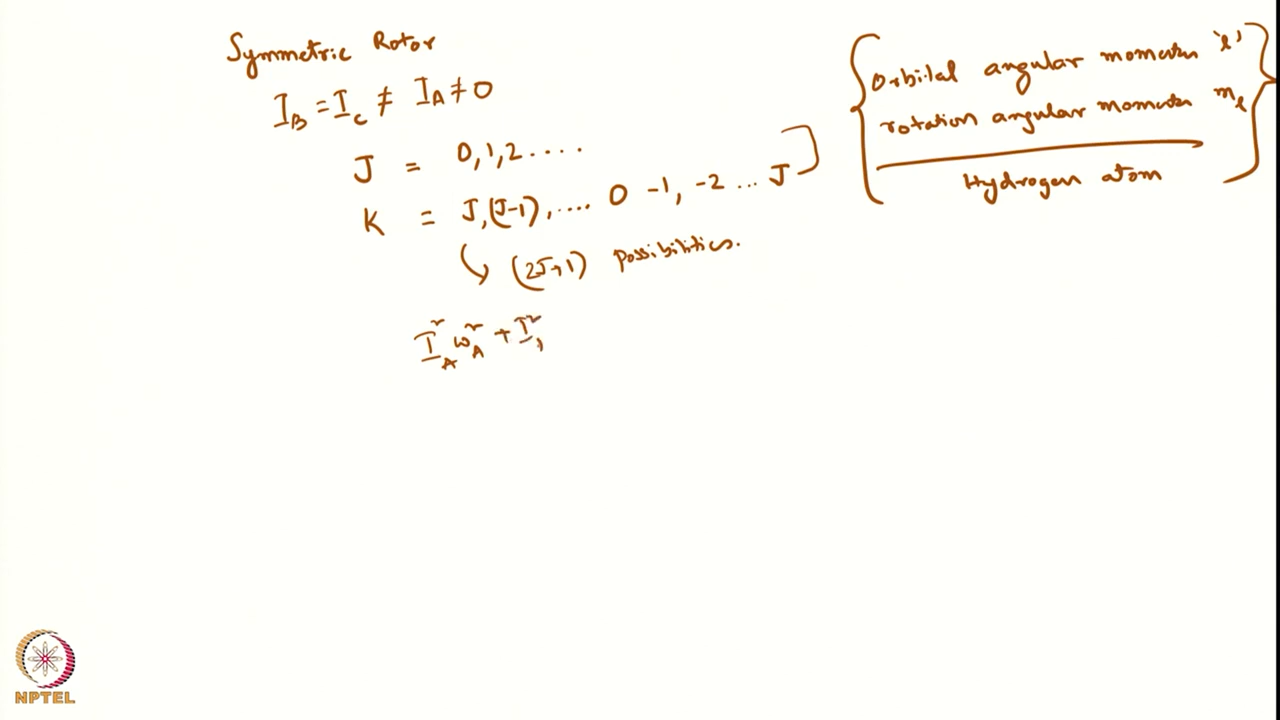 Symmetric Rotor
I_B = I_C ≠ I_A ≠ 0
J = 0, 1, 2 ....
K = J, (J-1), .... 0 -1, -2 ... J
(2J+1) possibilities.
I_A^2 ω_A^2 + I^2,
Orbital angular momentum 'l'
rotation angular momentum m_l
Hydrogen atom
NPTEL